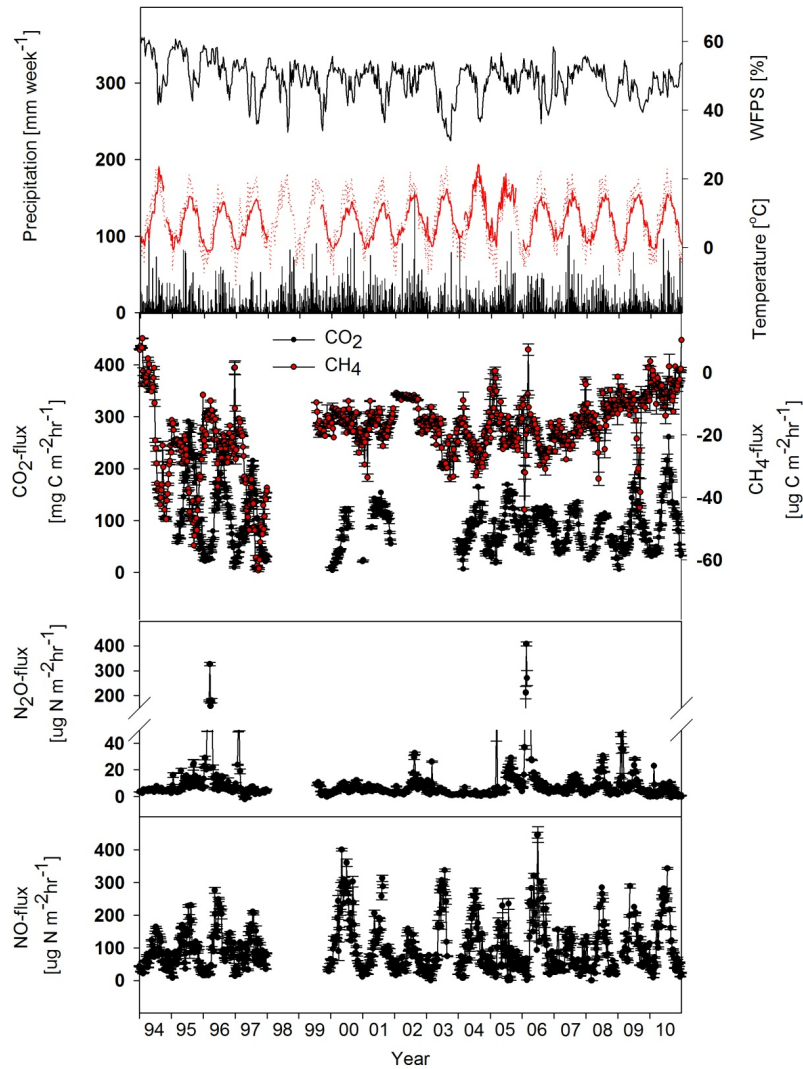 Precipitation [mm week-1]
300
200
100
0
WFPS [%]
60
40
20
0
Temperature [oC]
CO2
CH4
CO2-flux
[mg C m-2hr-1]
400
300
200
100
0
CH4-flux
[ug C m-2hr-1]
0
-20
-40
-60
N2O-flux
[ug N m-2hr-1]
400
300
200
40
20
0
NO-flux
[ug N m-2hr-1]
400
300
200
100
0
94 95 96 97 98 99 00 01 02 03 04 05 06 07 08 09 10
Year